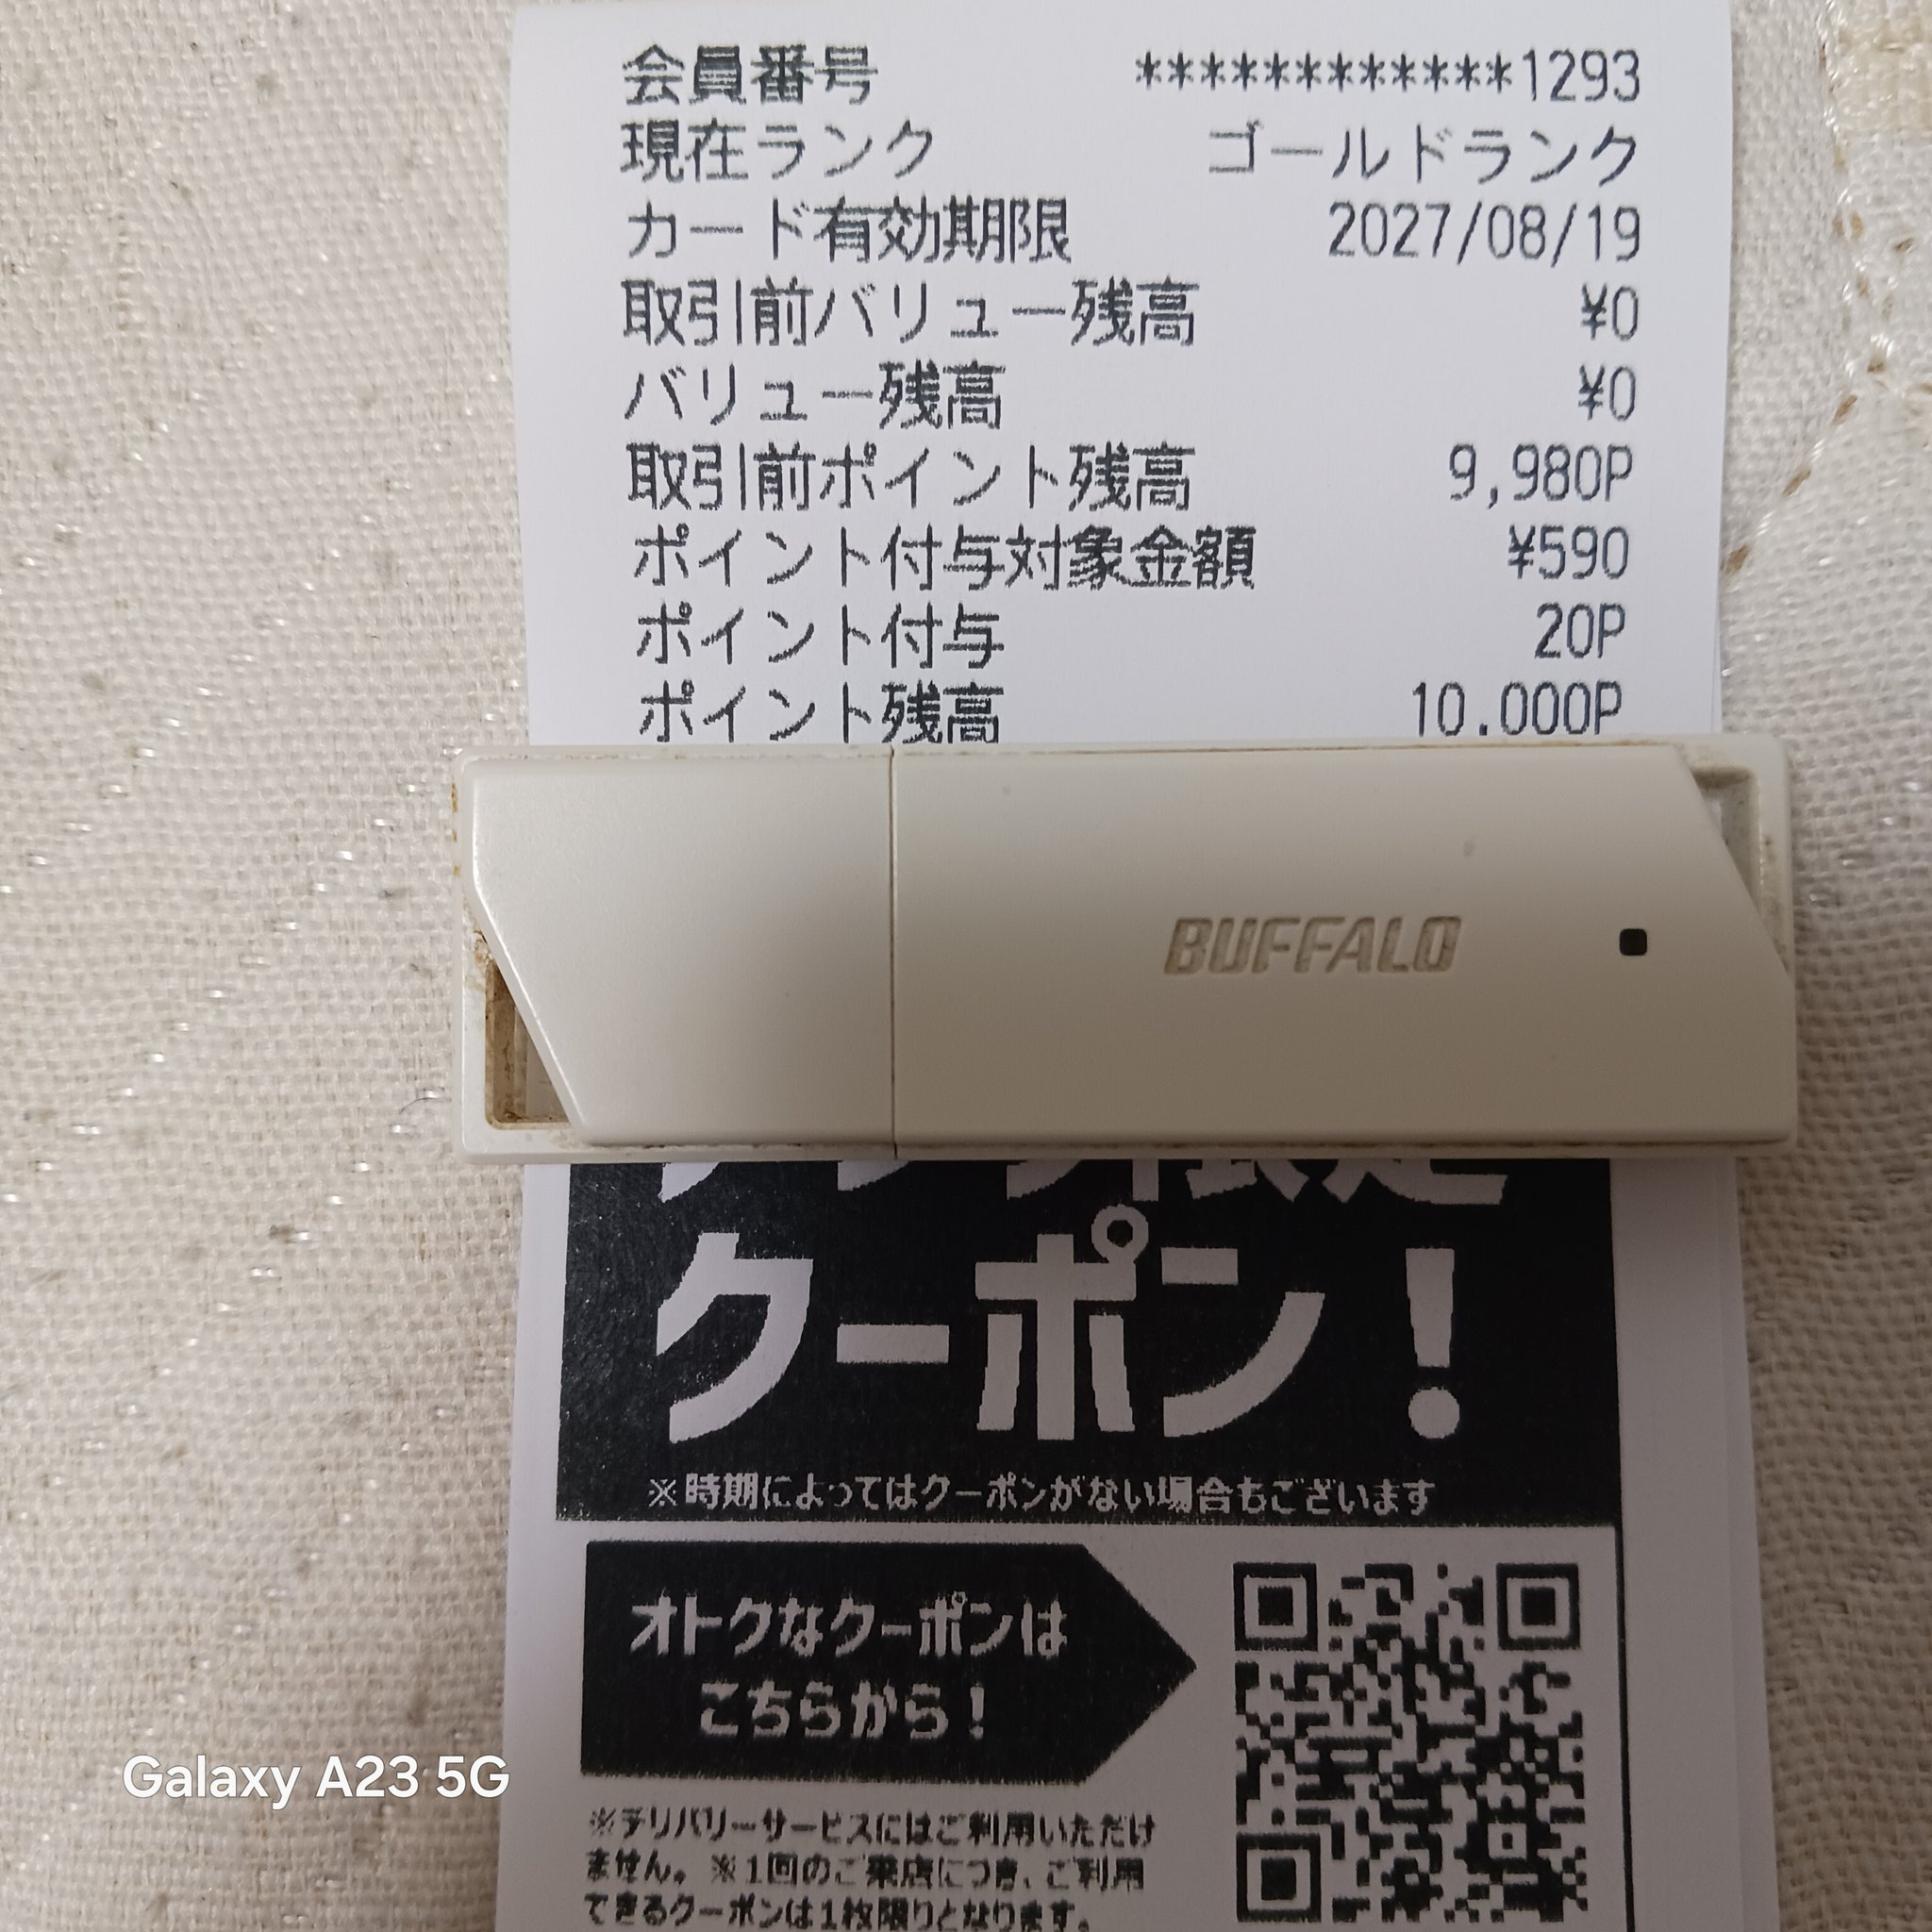 会員番号 ************1293
現在ランク ゴールドランク
カード有効期限 2027/08/19
取引前バリュー残高 ¥0
バリュー残高 ¥0
取引前ポイント残高 9,980P
ポイント付与対象金額 ¥590
ポイント付与 20P
ポイント残高 10.000P
BUFFALO
クーポン!
※時期によってはクーポンがない場合もございます
オトクなクーポンは
こちらから!
※デリバリーサービスにはご利用いただけ
ません。※1回のご来店につき、ご利用
できるクーポンは1枚限りとなります。
Galaxy A23 5G